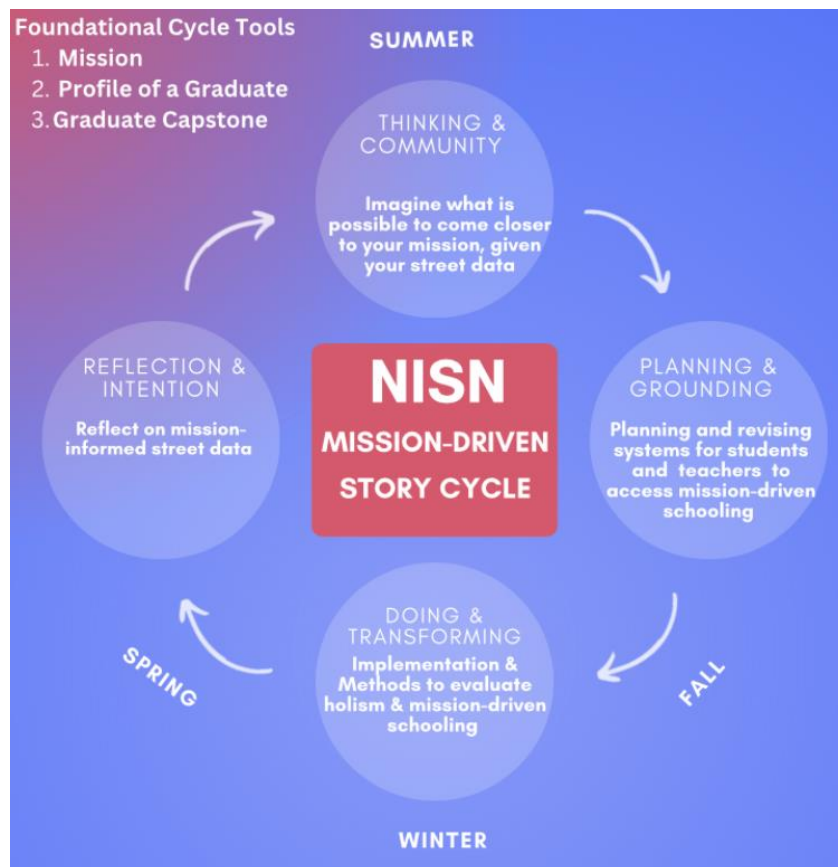 Foundational Cycle Tools
1. Mission
2. Profile of a Graduate
3. Graduate Capstone
SUMMER
THINKING &
COMMUNITY
Imagine what is
possible to come closer
to your mission, given
your street data
REFLECTION &
INTENTION
Reflect on mission-
informed street data
NISN
MISSION-DRIVEN
STORY CYCLE
PLANNING &
GROUNDING
Planning and revising
systems for students
and teachers to
access mission-driven
schooling
DOING &
TRANSFORMING
Implementation &
Methods to evaluate
holism & mission-driven
schooling
SPRING
FALL
WINTER